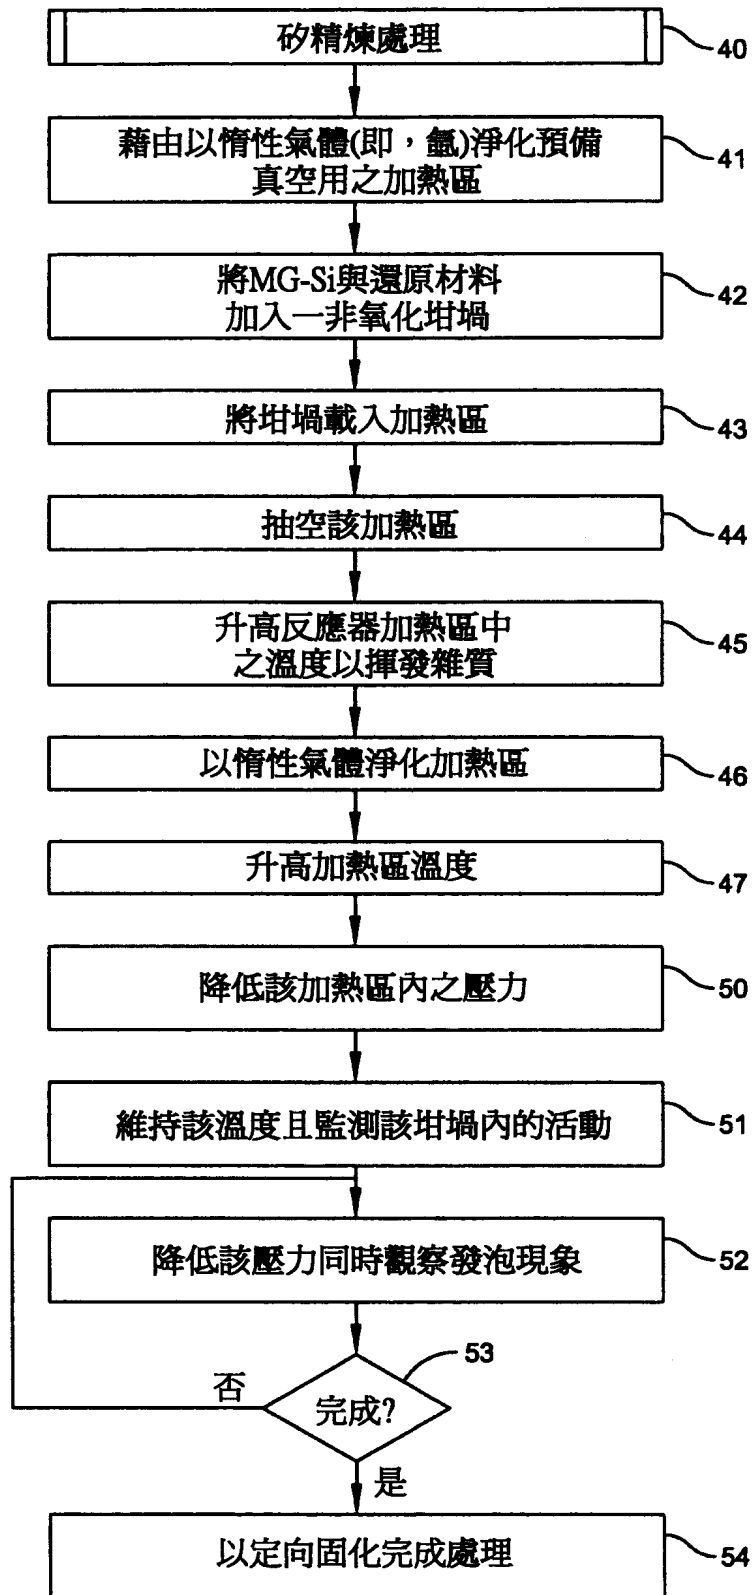 矽精煉處理
40
藉由以惰性氣體(即，氬)淨化預備
真空用之加熱區
41
將MG-Si與還原材料
加入一非氧化坩堝
42
將坩堝載入加熱區
43
抽空該加熱區
44
升高反應器加熱區中
之溫度以揮發雜質
45
以惰性氣體淨化加熱區
46
升高加熱區溫度
47
降低該加熱區內之壓力
50
維持該溫度且監測該坩堝內的活動
51
降低該壓力同時觀察發泡現象
52
53
否
完成?
是
以定向固化完成處理
54